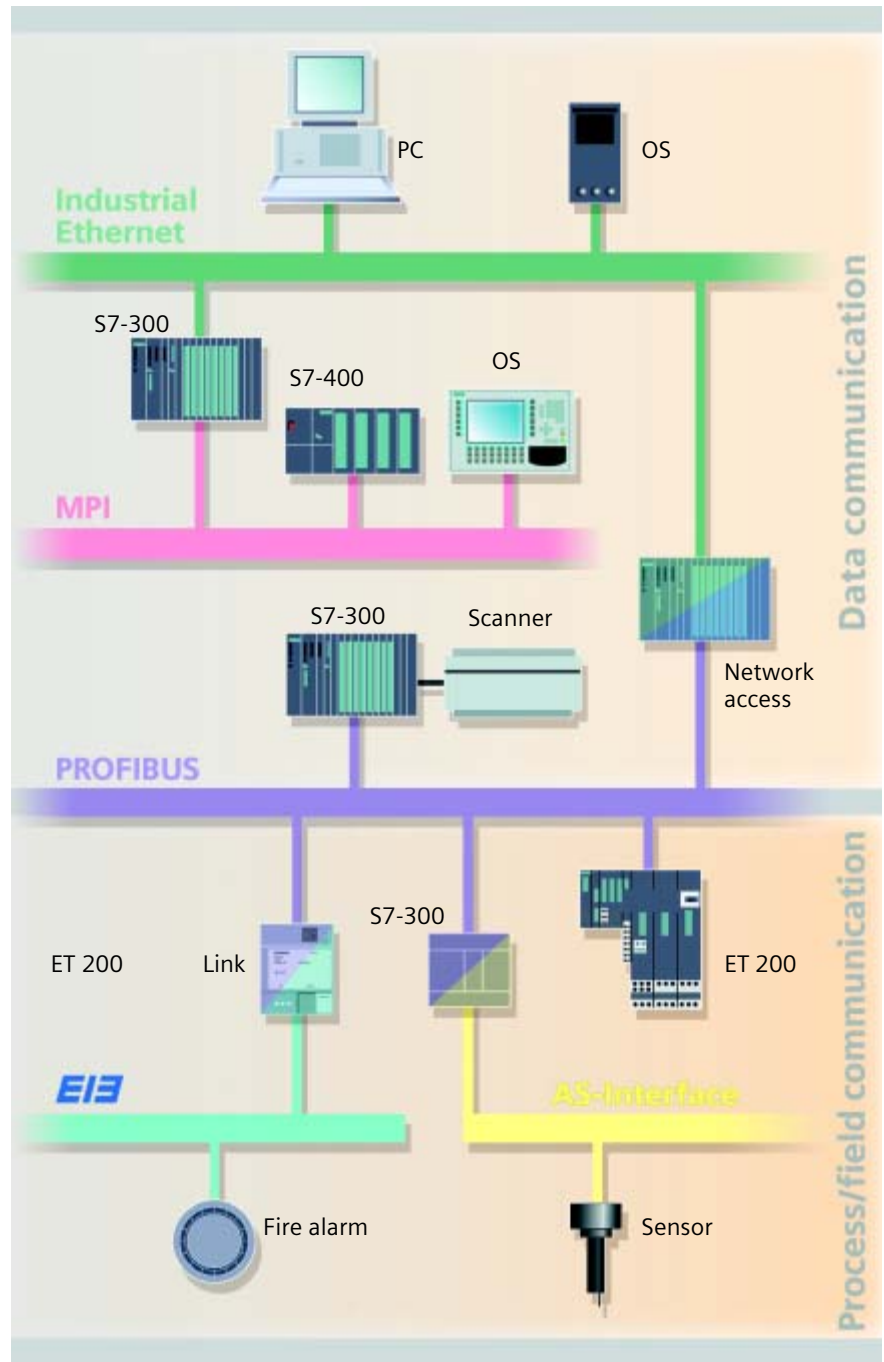 PC
OS
Industrial
Ethernet
S7-300
S7-400
OS
MPI
Data communication
S7-300
Scanner
Network
access
PROFIBUS
S7-300
ET 200
Link
ET 200
EIB
AS-Interface
Fire alarm
Sensor
Process/field communication